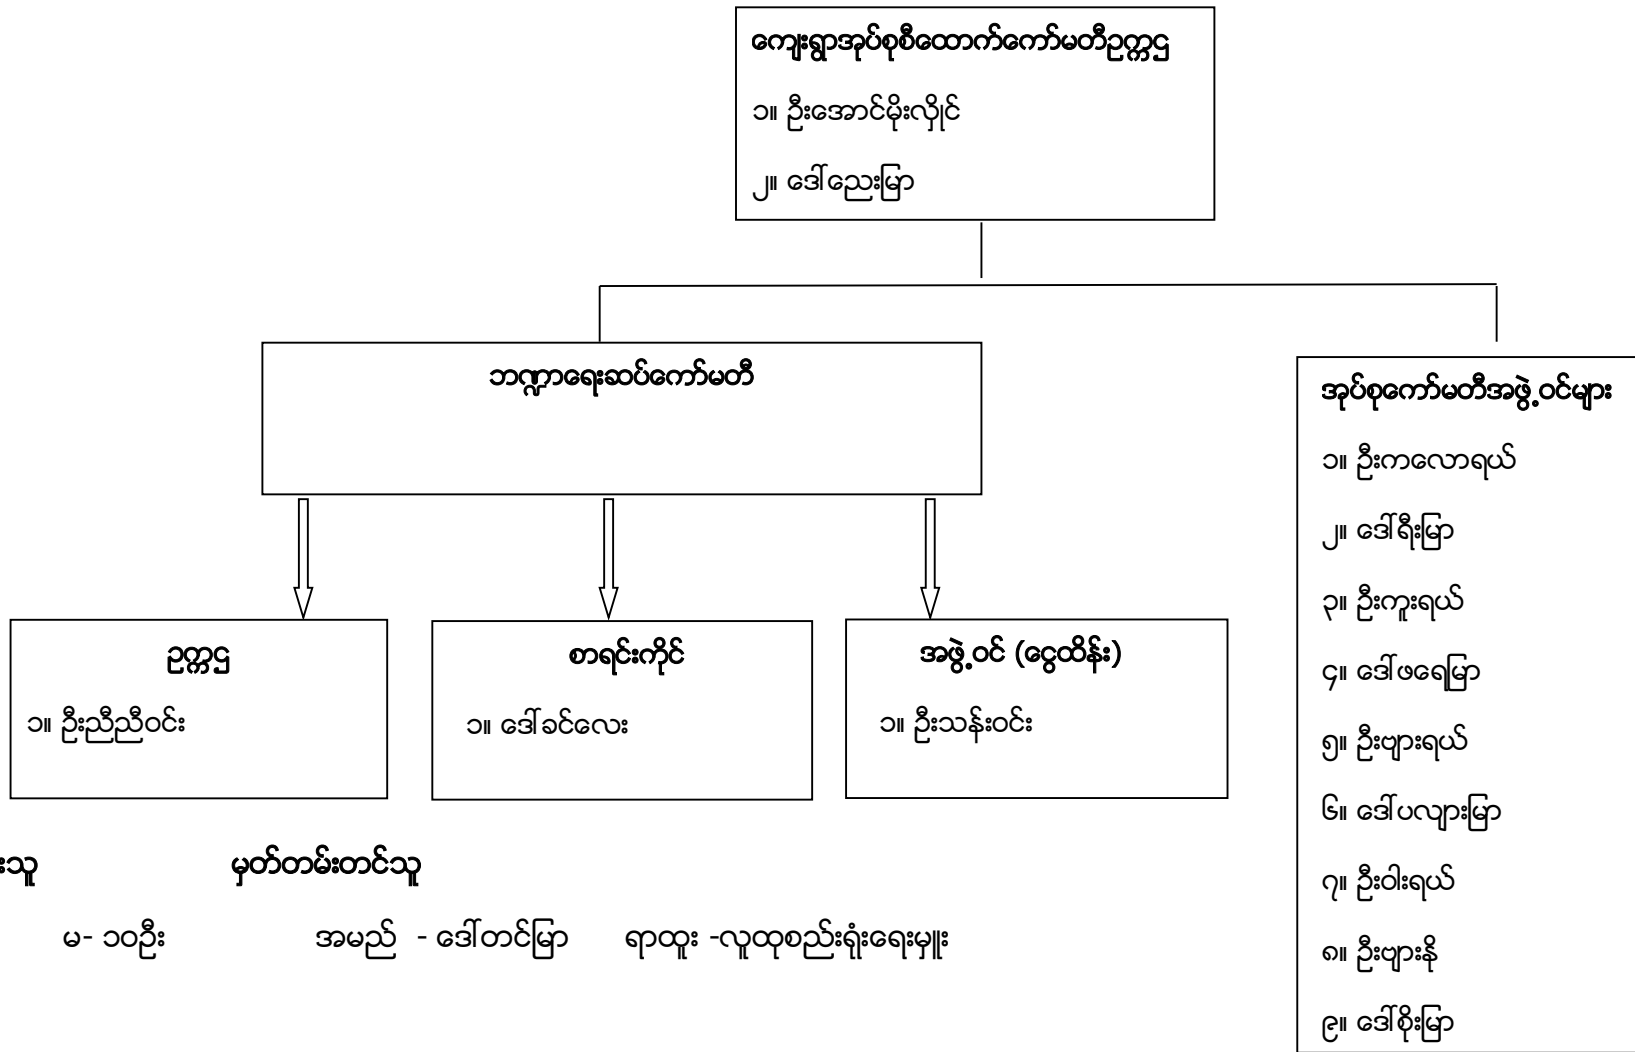 ကျေးရွာအုပ်စုစီထောက်ကော်မတီဥက္ကဌ
၁။ ဦးအောင်မိုးလှိုင်
၂။ ဒေါ်ညေးမြာ
ဘဏ္ဍာရေးဆပ်ကော်မတီ
ဥက္ကဌ
၁။ ဦးညီညီဝင်း
စာရင်းကိုင်
၁။ ဒေါ်ခင်လေး
အဖွဲ့ဝင် (ငွေထိန်း)
၁။ ဦးသန်းဝင်း
အုပ်စုကော်မတီအဖွဲ့ဝင်များ
၁။ ဦးကလောရယ်
၂။ ဒေါ်ရီးမြာ
၃။ ဦးကူးရယ်
၄။ ဒေါ်ဖရေမြာ
၅။ ဦးဗျားရယ်
၆။ ဒေါ်ပလျားမြာ
၇။ ဦးဝါးရယ်
၈။ ဦးဗျားနို
၉။ ဒေါ်စိုးမြာ
မှတ်တမ်းတင်သူ
မ- ၁ဝဦး အမည် - ဒေါ်တင်မြာ ရာထူး -လူထုစည်းရုံးရေးမှူး